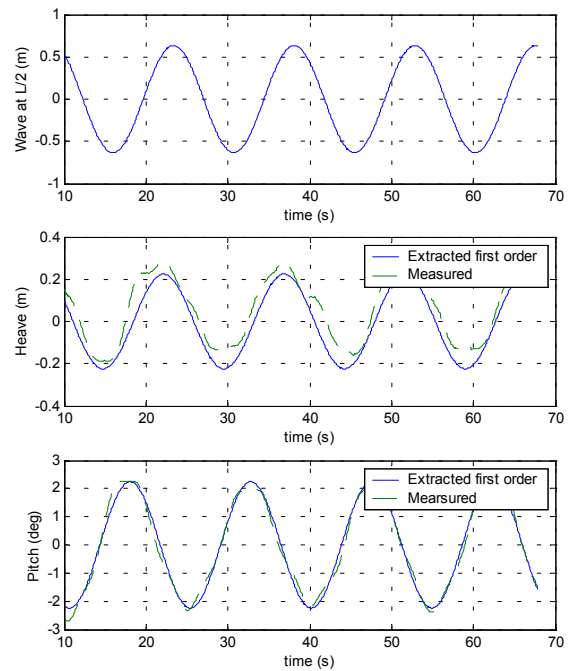 1
0.5
0
-0.5
-1
Wave at L/2 (m)
10 20 30 40 50 60 70
time (s)
0.4
0.2
0
-0.2
-0.4
Heave (m)
Extracted first order
Measured
10 20 30 40 50 60 70
time (s)
3
2
1
0
-1
-2
-3
Pitch (deg)
Extracted first order
Mearsured
10 20 30 40 50 60 70
time (s)